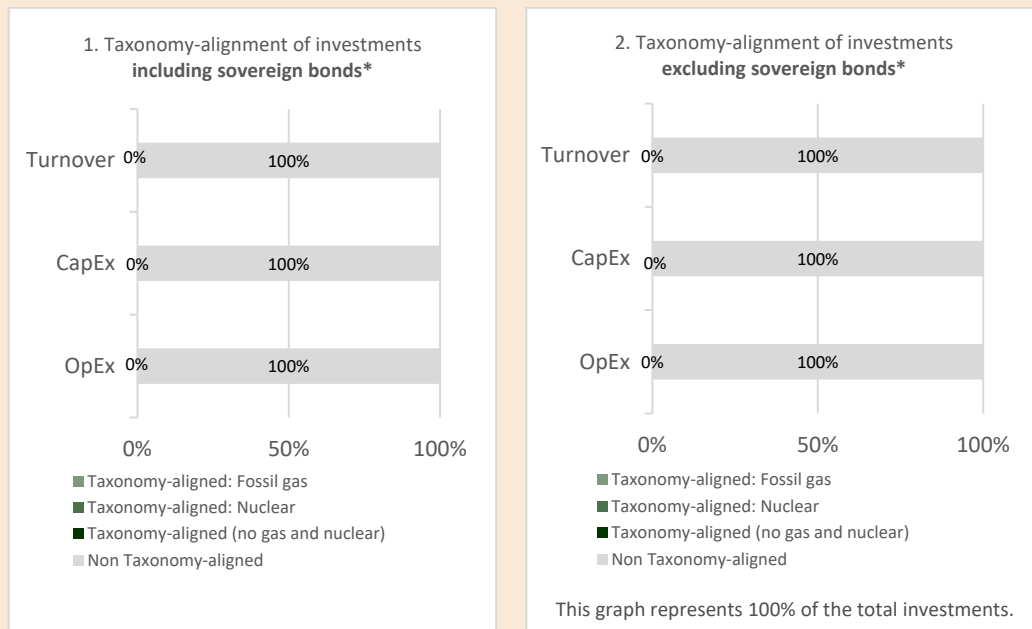 1. Taxonomy-alignment of investments
including sovereign bonds*
Turnover 0% 100%
CapEx 0% 100%
OpEx 0% 100%
0% 50% 100%
Taxonomy-aligned: Fossil gas
Taxonomy-aligned: Nuclear
Taxonomy-aligned (no gas and nuclear)
Non Taxonomy-aligned
2. Taxonomy-alignment of investments
excluding sovereign bonds*
Turnover 0% 100%
CapEx 0% 100%
OpEx 0% 100%
0% 50% 100%
Taxonomy-aligned: Fossil gas
Taxonomy-aligned: Nuclear
Taxonomy-aligned (no gas and nuclear)
Non Taxonomy-aligned
This graph represents 100% of the total investments.